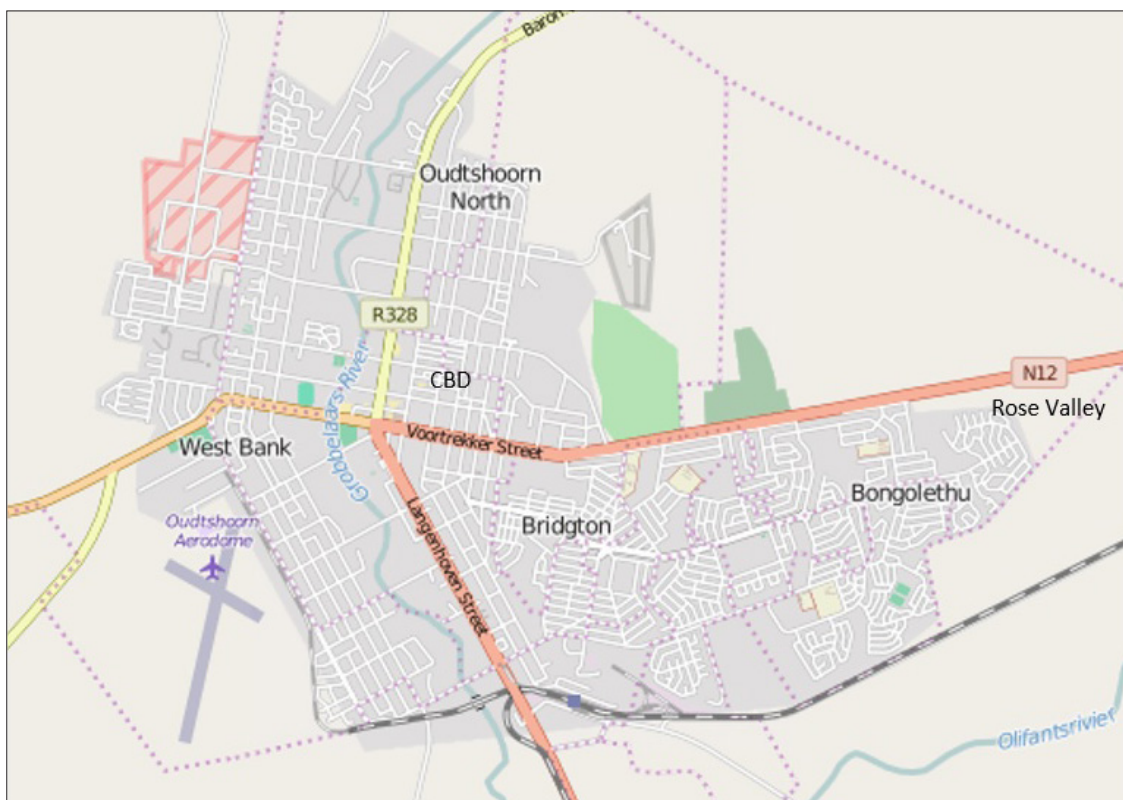 Baron
Oudtshoorn
North
R328
CBD
N12
Rose Valley
Grobbelaars River
Voortrekker Street
West Bank
Bongolethu
Oudtshoorn
Aerodome
Bridgton
Langenhoven Street
Olifantsrivier